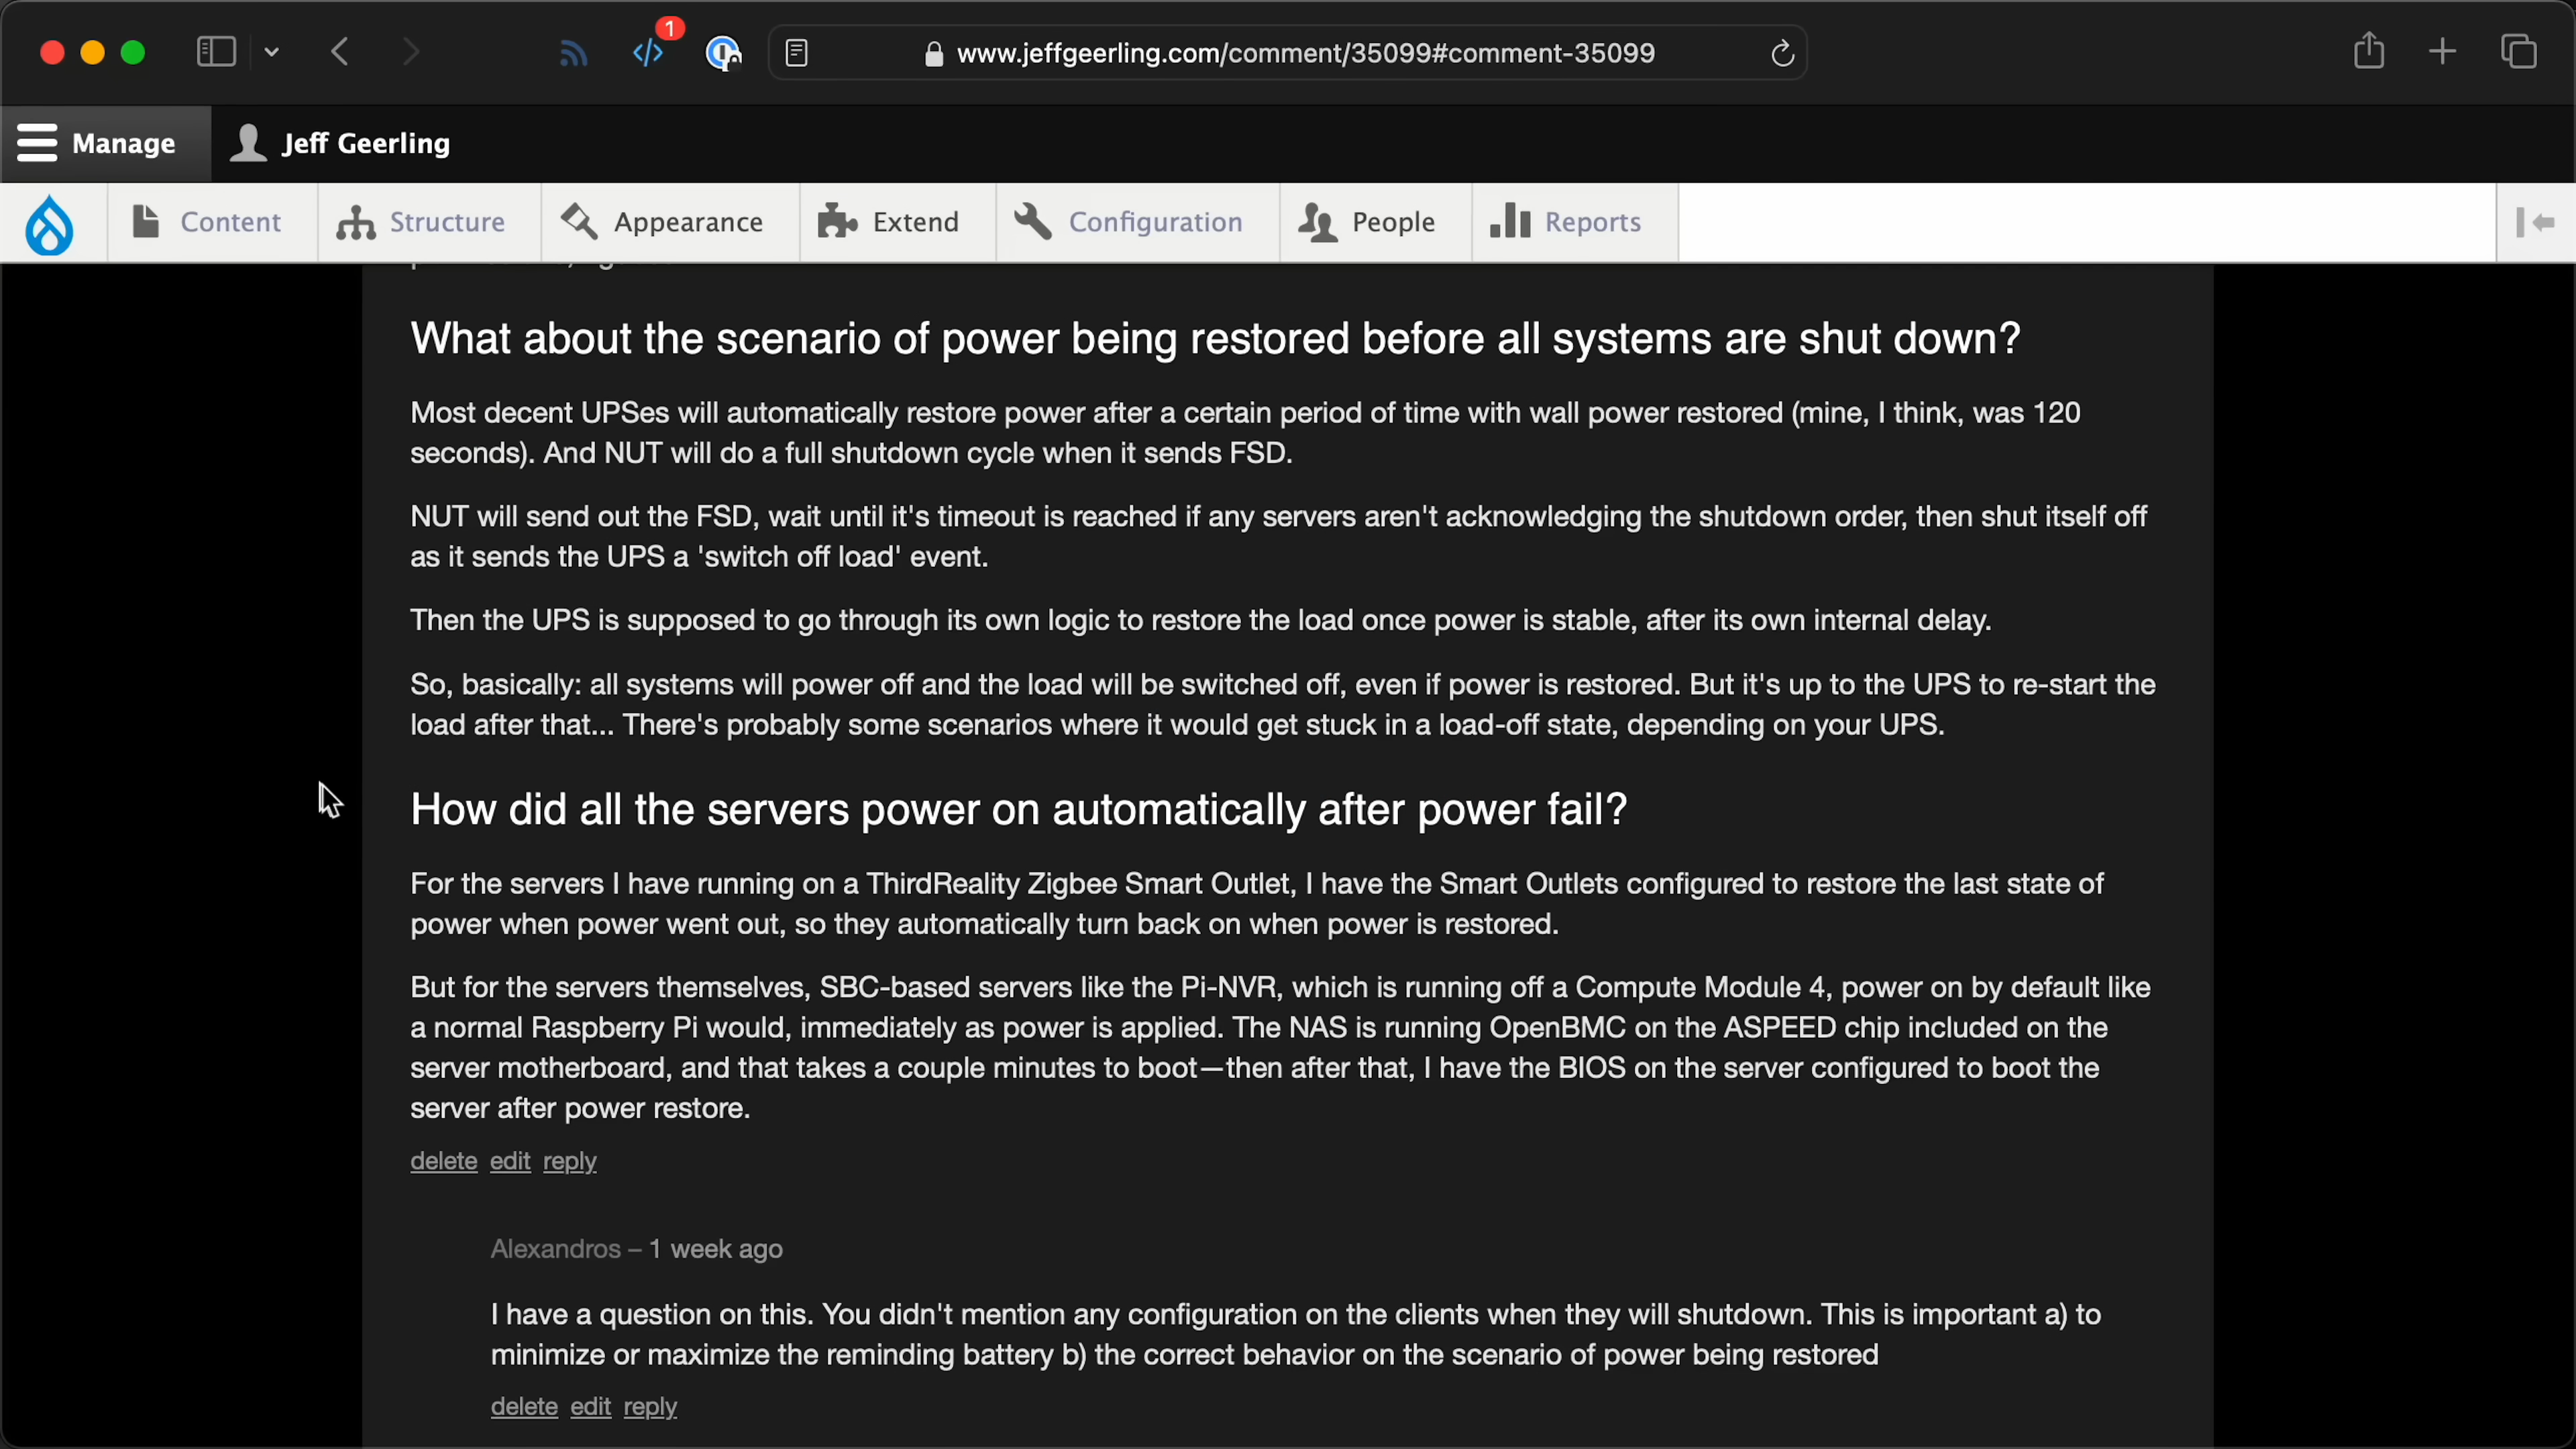 1
www.jeffgeerling.com/comment/35099#comment-35099
Manage Jeff Geerling
Content Structure Appearance Extend Configuration People Reports
What about the scenario of power being restored before all systems are shut down?
Most decent UPSes will automatically restore power after a certain period of time with wall power restored (mine, I think, was 120
seconds). And NUT will do a full shutdown cycle when it sends FSD.
NUT will send out the FSD, wait until it's timeout is reached if any servers aren't acknowledging the shutdown order, then shut itself off
as it sends the UPS a 'switch off load' event.
Then the UPS is supposed to go through its own logic to restore the load once power is stable, after its own internal delay.
So, basically: all systems will power off and the load will be switched off, even if power is restored. But it's up to the UPS to re-start the
load after that... There's probably some scenarios where it would get stuck in a load-off state, depending on your UPS.
How did all the servers power on automatically after power fail?
For the servers I have running on a ThirdReality Zigbee Smart Outlet, I have the Smart Outlets configured to restore the last state of
power when power went out, so they automatically turn back on when power is restored.
But for the servers themselves, SBC-based servers like the Pi-NVR, which is running off a Compute Module 4, power on by default like
a normal Raspberry Pi would, immediately as power is applied. The NAS is running OpenBMC on the ASPEED chip included on the
server motherboard, and that takes a couple minutes to boot—then after that, I have the BIOS on the server configured to boot the
server after power restore.
delete edit reply
Alexandros – 1 week ago
I have a question on this. You didn't mention any configuration on the clients when they will shutdown. This is important a) to
minimize or maximize the reminding battery b) the correct behavior on the scenario of power being restored
delete edit reply